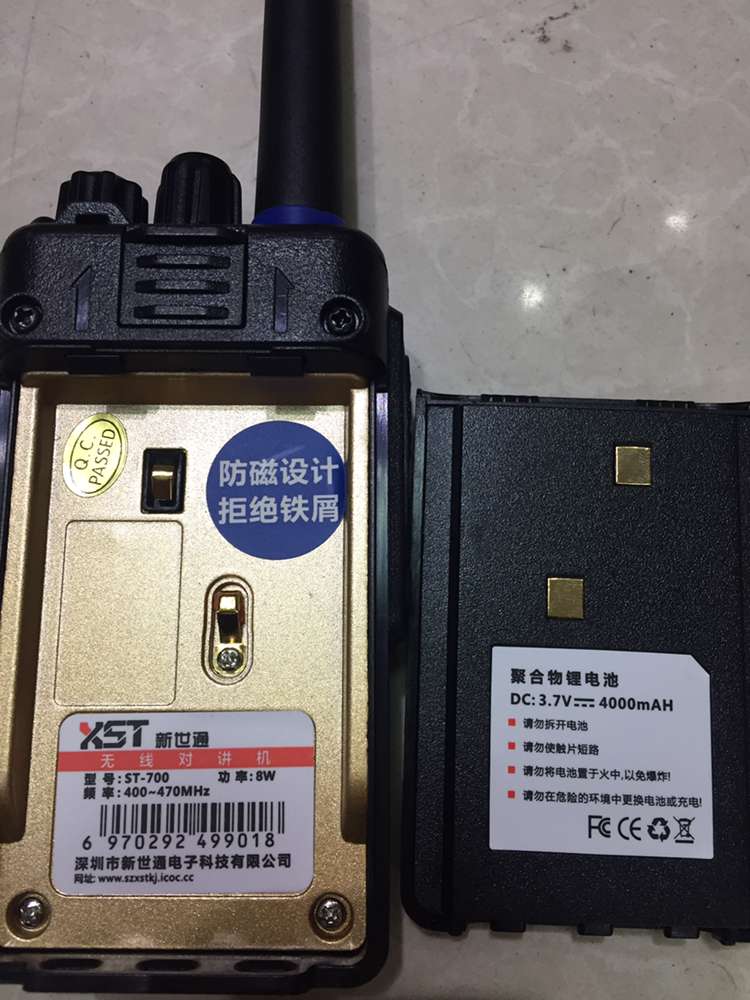 Q.C.
PASSED
防磁设计
拒绝铁屑
XST 新世通
无线对讲机
型 号:ST-700 功 率:8W
频 率:400~470MHz
6 970292 499018
深圳市新世通电子科技有限公司
网址: www.szxstkj.icoc.cc
聚合物锂电池
DC: 3.7V 4000mAH
请勿拆开电池
请勿使触片短路
请勿将电池置于火中,以免爆炸!
请勿在危险的环境中更换电池或充电!
FC CE